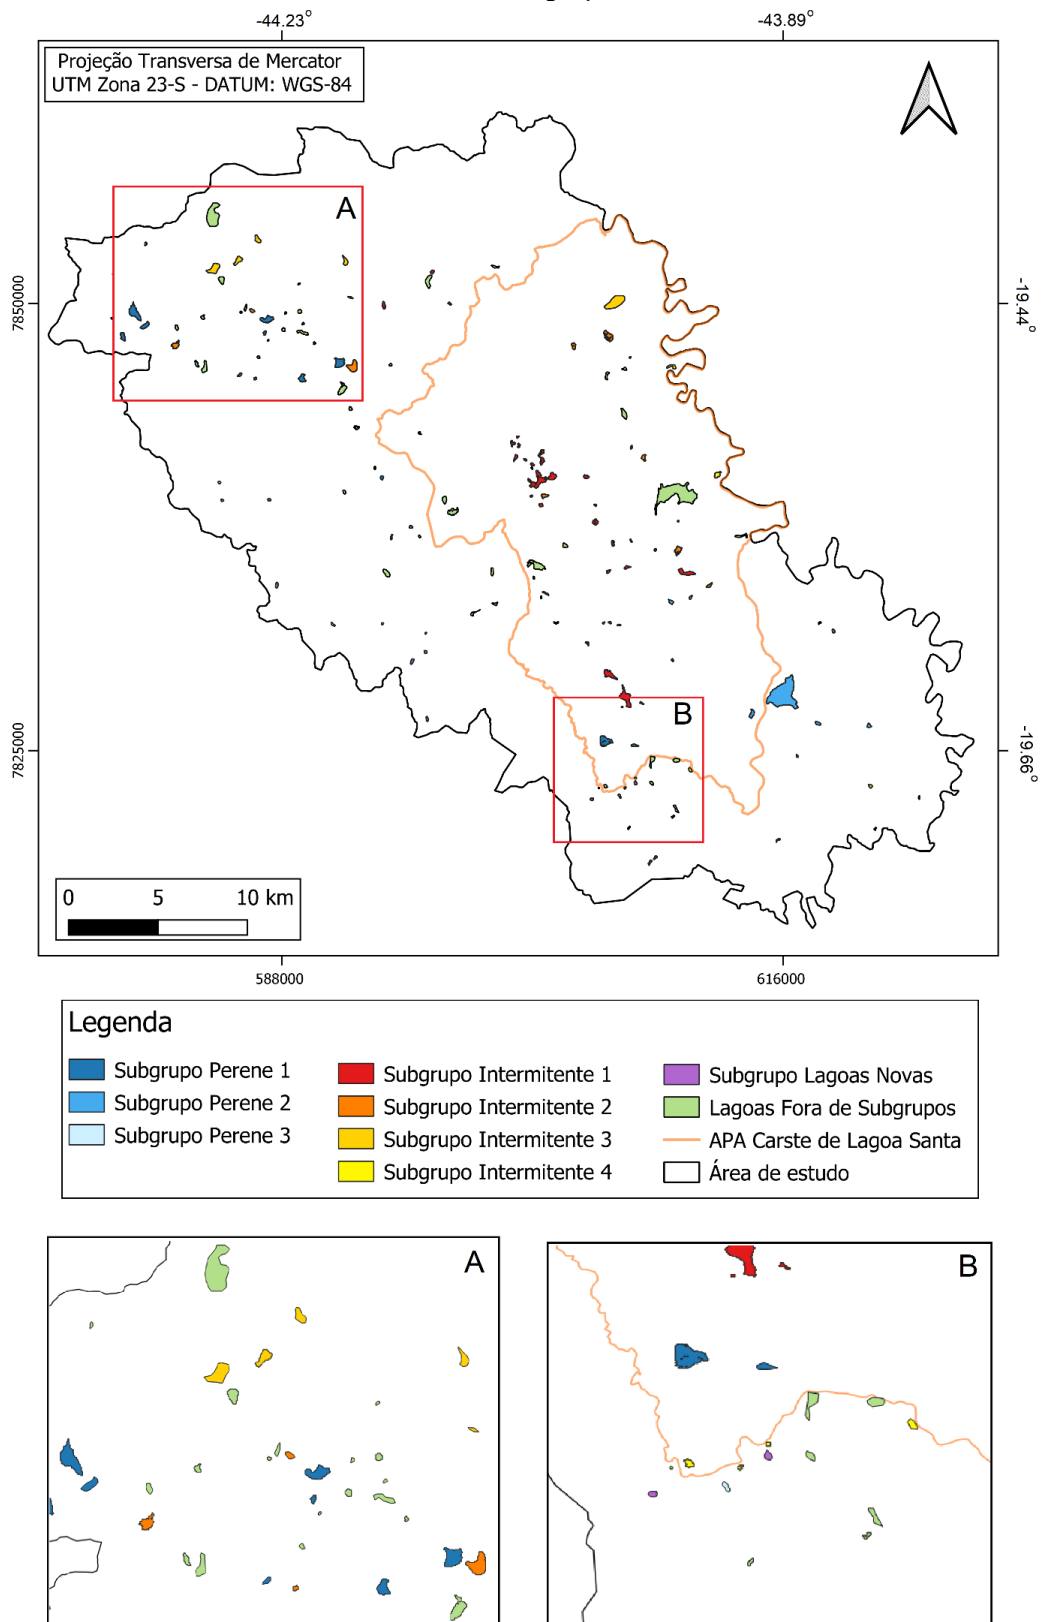 -44.23°
-43.89°
Projeção Transversa de Mercator
UTM Zona 23-S - DATUM: WGS-84
A
7850000
-19.44°
B
7825000
-19.66°
0 5 10 km
588000
616000
Legenda
Subgrupo Perene 1
Subgrupo Perene 2
Subgrupo Perene 3
Subgrupo Intermitente 1
Subgrupo Intermitente 2
Subgrupo Intermitente 3
Subgrupo Intermitente 4
Subgrupo Lagoas Novas
Lagoas Fora de Subgrupos
APA Carste de Lagoa Santa
Área de estudo
A
B